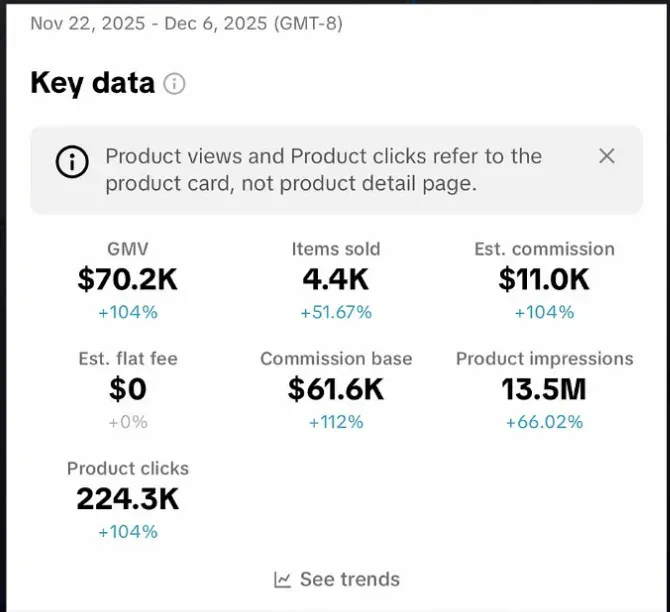 Nov 22, 2025 - Dec 6, 2025 (GMT-8)
Key data
Product views and Product clicks refer to the
product card, not product detail page.
GMV
$70.2K
+104%
Items sold
4.4K
+51.67%
Est. commission
$11.0K
+104%
Est. flat fee
$0
+0%
Commission base
$61.6K
+112%
Product impressions
13.5M
+66.02%
Product clicks
224.3K
+104%
See trends